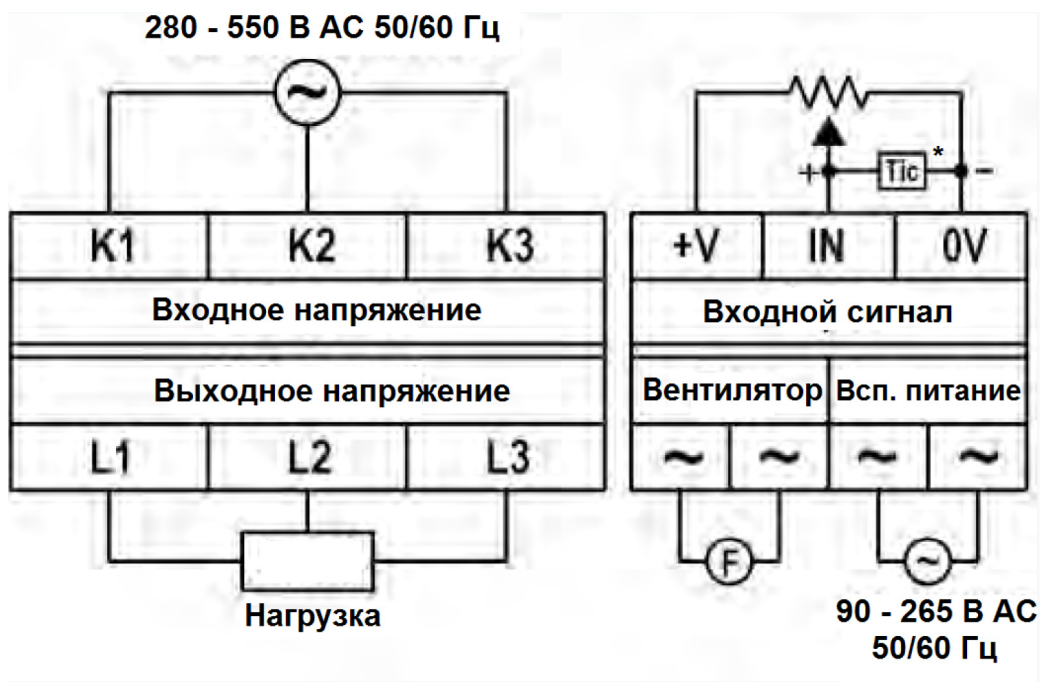 280 - 550 В AC 50/60 Гц
~
+ Tic * -
K1 K2 K3
+V IN 0V
Входное напряжение
Входной сигнал
Выходное напряжение
Вентилятор Всп. питание
L1 L2 L3
~ ~ ~ ~
F ~
Нагрузка
90 - 265 В AC
50/60 Гц